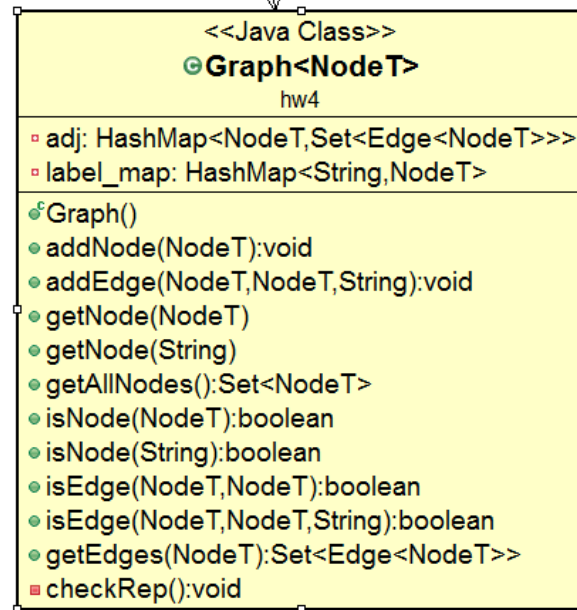 <<Java Class>>
Graph<NodeT>
hw4
adj: HashMap<NodeT,Set<Edge<NodeT>>>
label_map: HashMap<String,NodeT>
Graph()
addNode(NodeT):void
addEdge(NodeT,NodeT,String):void
getNode(NodeT)
getNode(String)
getAllNodes():Set<NodeT>
isNode(NodeT):boolean
isNode(String):boolean
isEdge(NodeT,NodeT):boolean
isEdge(NodeT,NodeT,String):boolean
getEdges(NodeT):Set<Edge<NodeT>>
checkRep():void